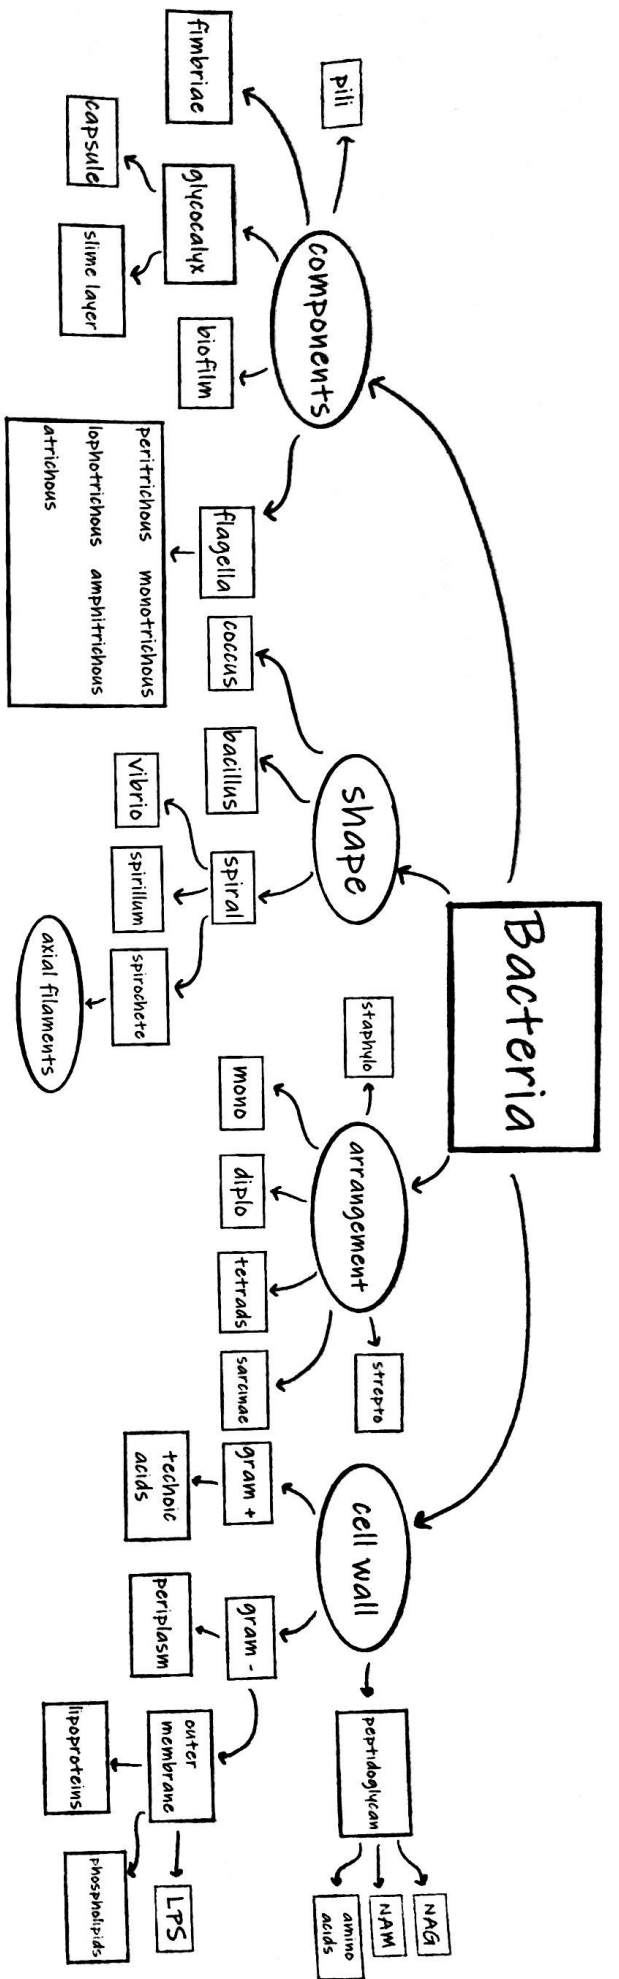 Bacteria
components
pili
fimbriae
glycocalyx
capsule
slime layer
biofilm
flagella
peritrichous monotrichous
lophotrichous amphitrichous
atrichous
shape
coccus
bacillus
spiral
vibrio
spirillum
spirochete
axial filaments
arrangement
staphylo
mono
diplo
tetrads
sarcinae
strepto
cell wall
gram +
techoic
acids
gram -
periplasm
outer
membrane
lipoproteins
phospholipids
LPS
peptidoglycan
NAG
NAM
amino
acids